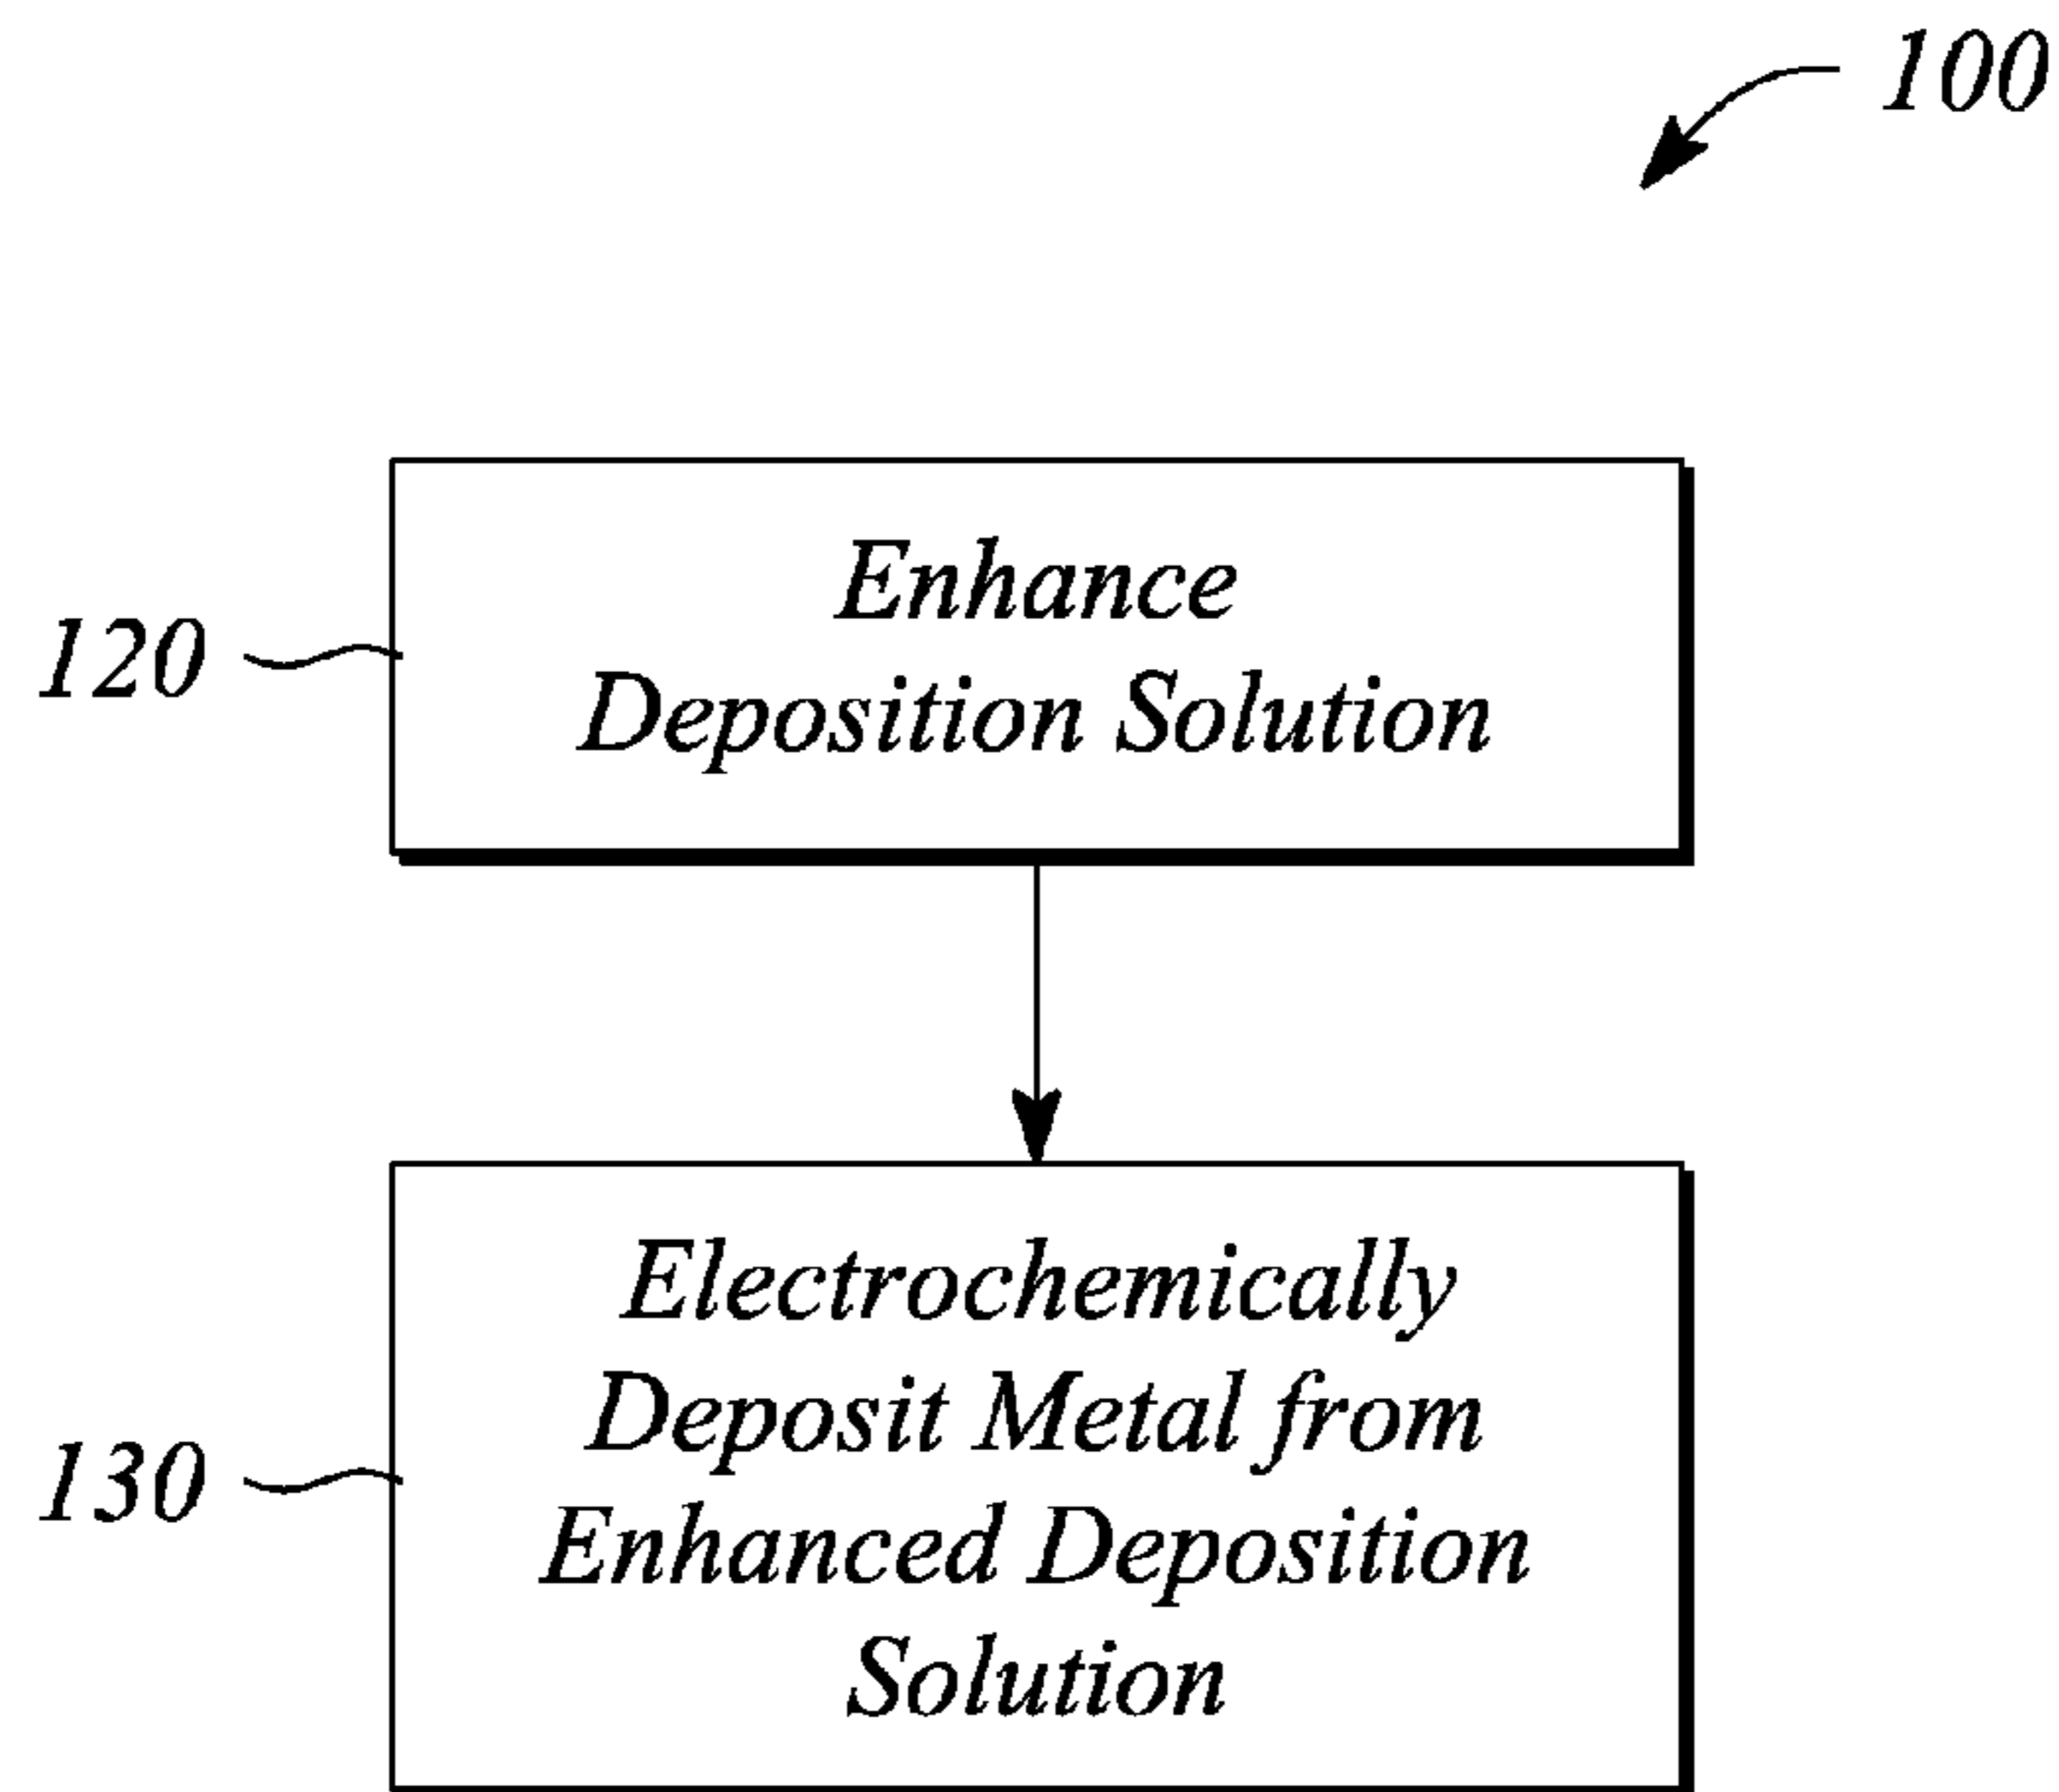 100
Enhance
120
Deposition Solution
Electrochemically
Deposit Metal from
130
Enhanced Deposition
Solution